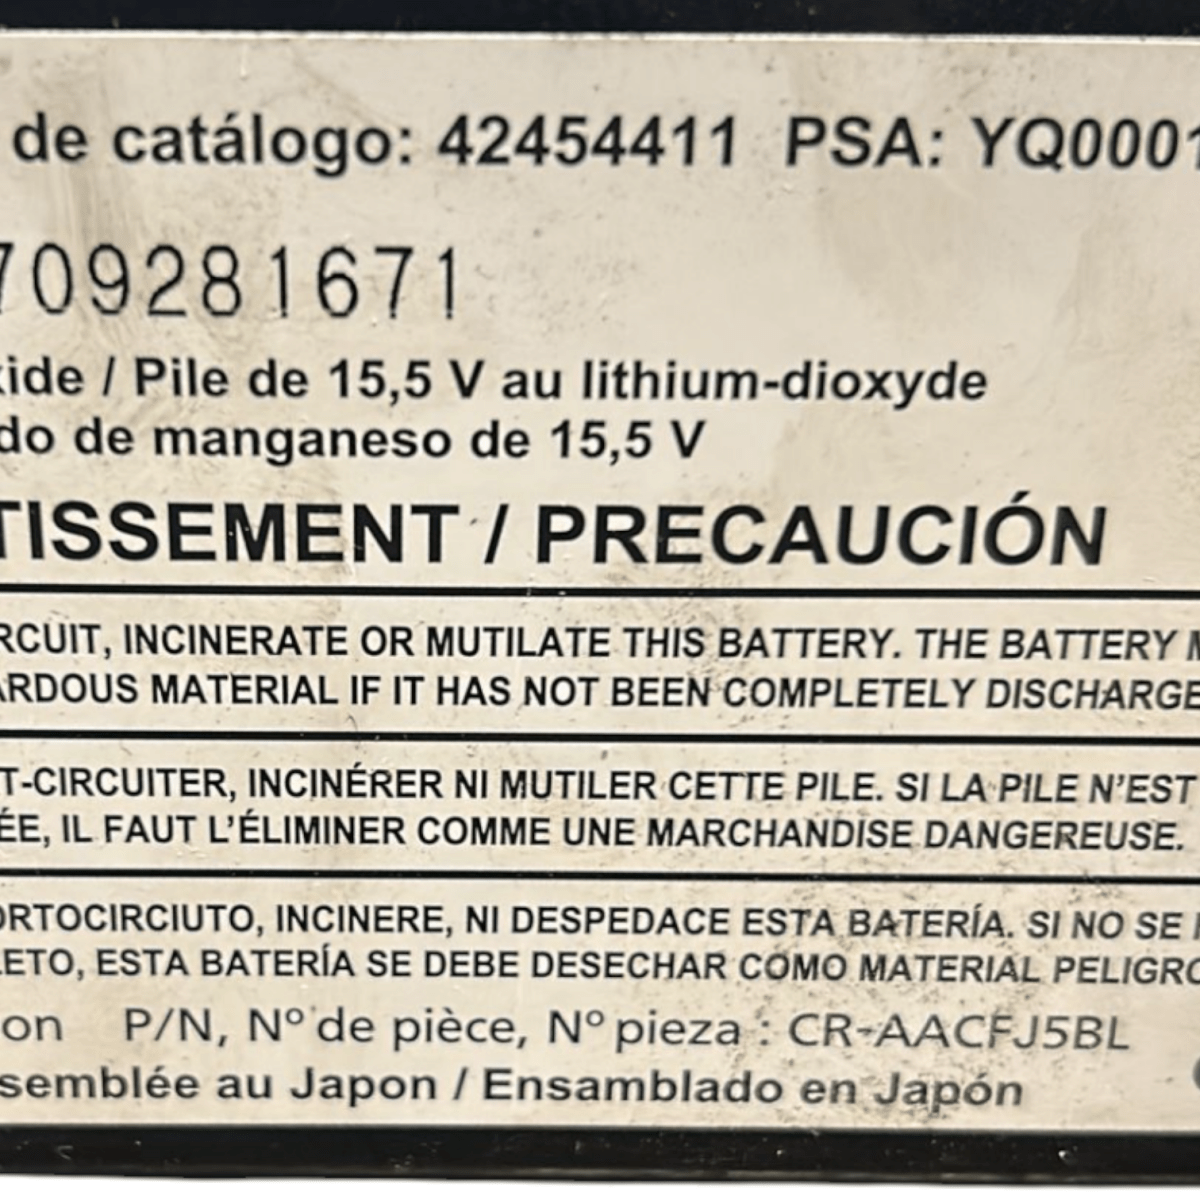 de catálogo: 42454411 PSA: YQ0001
709281671
ide / Pile de 15,5 V au lithium-dioxyde
do de manganeso de 15,5 V
TISSEMENT / PRECAUCIÓN
RCUIT, INCINERATE OR MUTILATE THIS BATTERY. THE BATTERY M
ARDOUS MATERIAL IF IT HAS NOT BEEN COMPLETELY DISCHARGE
T-CIRCUITER, INCINÉRER NI MUTILER CETTE PILE. SI LA PILE N'EST
ÉE, IL FAUT L'ÉLIMINER COMME UNE MARCHANDISE DANGEREUSE.
ORTOCIRCIUTO, INCINERE, NI DESPEDACE ESTA BATERÍA. SI NO SE
LETO, ESTA BATERÍA SE DEBE DESECHAR COMO MATERIAL PELIGRO
on P/N, N° de pièce, N° pieza : CR-AACFJ5BL
semblée au Japon / Ensamblado en Japón